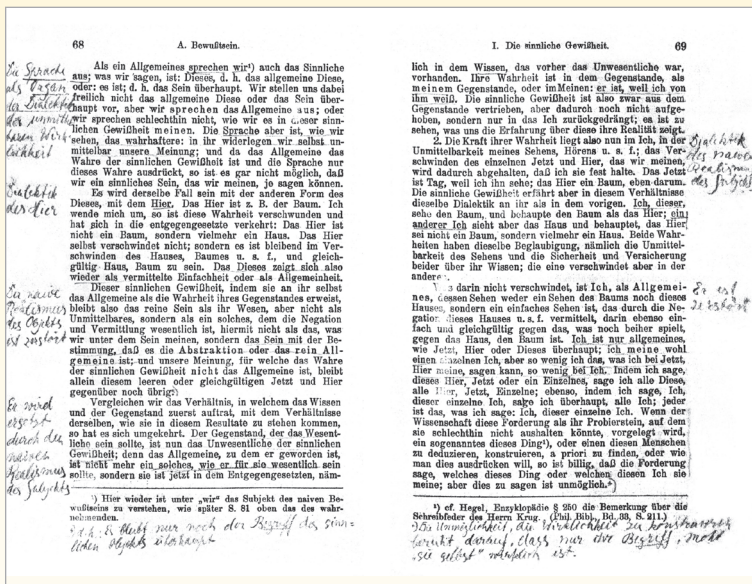 68 A. Bewußtsein.
Als ein Allgemeines sprechen wir¹) auch das Sinnliche
aus; was wir sagen, ist: Dieses, d. h. das allgemeine Diese,
oder: es ist; d. h. das Sein überhaupt. Wir stellen uns dabei
freilich nicht das allgemeine Diese oder das Sein über-
haupt vor, aber wir sprechen das Allgemeine aus; oder
wir sprechen schlechthin nicht, wie wir es in dieser sinn-
lichen Gewißheit meinen. Die Sprache aber ist, wie wir
sehen, das wahrhaftere: in ihr widerlegen wir selbst un-
mittelbar unsere Meinung; und da das Allgemeine das
Wahre der sinnlichen Gewißheit ist und die Sprache nur
dieses Wahre ausdrückt, so ist es gar nicht möglich, daß
wir ein sinnliches Sein, das wir meinen, je sagen können.
Es wird derselbe Fall sein mit der anderen Form des
Dieses, mit dem Hier. Das Hier ist z. B. der Baum. Ich
wende mich um, so ist diese Wahrheit verschwunden und
hat sich in die entgegengesetzte verkehrt: Das Hier ist
nicht ein Baum, sondern vielmehr ein Haus. Das Hier
selbst verschwindet nicht; sondern es ist bleibend im Ver-
schwinden des Hauses, Baumes u. s. f., und gleich-
gültig Haus, Baum zu sein. Das Dieses zeigt sich also
wieder als vermittelte Einfachheit oder als Allgemeinheit.
Dieser sinnlichen Gewißheit, indem sie an ihr selbst
das Allgemeine als die Wahrheit ihres Gegenstandes erweist,
bleibt also das reine Sein als ihr Wesen, aber nicht als
Unmittelbares, sondern als ein solches, dem die Negation
und Vermittlung wesentlich ist, hiermit nicht als das, was
wir unter dem Sein meinen, sondern das Sein mit der Be-
stimmung, daß es die Abstraktion oder das rein All-
gemeine ist; und unsere Meinung, für welche das Wahre
der sinnlichen Gewißheit nicht das Allgemeine ist, bleibt
allein diesem leeren oder gleichgültigen Jetzt und Hier
gegenüber noch übrig.
Vergleichen wir das Verhältnis, in welchem das Wissen
und der Gegenstand zuerst auftrat, mit dem Verhältnisse
derselben, wie sie in diesem Resultate zu stehen kommen,
so hat es sich umgekehrt. Der Gegenstand, der das Wesent-
liche sein sollte, ist nun das Unwesentliche der sinnlichen
Gewißheit; denn das Allgemeine, zu dem er geworden ist,
ist nicht mehr ein solches, wie er für sie wesentlich sein
sollte, sondern sie ist jetzt in dem Entgegengesetzten, näm-
¹) Hier wieder ist unter „wir“ das Subjekt des naiven Be-
wußtseins zu verstehen, wie später S. 81 oben das wahr-
nehmenden.
d.h.: es bleibt nur noch der Begriff des sinn-
lichen Objekts überhaupt
Die Sprache
als Organ
der Dialektik
der unmittel-
baren Wirk-
lichkeit
Dialektik
des Hier
Der naive
Realismus
des Objekts
ist zerstört
Er wird
ersetzt
durch den
naiven
Realismus
des Subjekts
I. Die sinnliche Gewißheit. 69
lich in dem Wissen, das vorher das Unwesentliche war,
vorhanden. Ihre Wahrheit ist in dem Gegenstande, als
meinem Gegenstande, oder im Meinen: er ist, weil ich von
ihm weiß. Die sinnliche Gewißheit ist also zwar aus dem
Gegenstande vertrieben, aber dadurch noch nicht aufge-
hoben, sondern nur in das Ich zurückgedrängt; es ist zu
sehen, was uns die Erfahrung über diese ihre Realität zeigt.
2. Die Kraft ihrer Wahrheit liegt also nun im Ich, in der
Unmittelbarkeit meines Sehens, Hörens u. s. f.; das Ver-
schwinden des einzelnen Jetzt und Hier, das wir meinen,
wird dadurch abgehalten, daß ich sie fest halte. Das Jetzt
ist Tag, weil ich ihn sehe; das Hier ein Baum, eben darum.
Die sinnliche Gewißheit erfährt aber in diesem Verhältnisse
dieselbe Dialektik an ihr als in dem vorigen. Ich, dieser,
sehe den Baum, und behaupte den Baum als das Hier; ein
anderer Ich sieht aber das Haus und behauptet, das Hier
sei nicht ein Baum, sondern vielmehr ein Haus. Beide Wahr-
heiten haben dieselbe Beglaubigung, nämlich die Unmittel-
barkeit des Sehens und die Sicherheit und Versicherung
beider über ihr Wissen; die eine verschwindet aber in der
anderen.
darin nicht verschwindet, ist Ich, als Allgemei-
nes, dessen Sehen weder ein Sehen des Baums noch dieses
Hauses, sondern ein einfaches Sehen ist, das durch die Ne-
gation dieses Hauses u. s. f. vermittelt, darin ebenso ein-
fach und gleichgültig gegen das, was noch beiher spielt,
gegen das Haus, den Baum ist. Ich ist nur allgemeines,
wie Jetzt, Hier oder Dieses überhaupt; ich meine wohl
einen einzelnen Ich, aber so wenig ich das, was ich bei Jetzt,
Hier meine, sagen kann, so wenig bei Ich. Indem ich sage,
dieses Hier, Jetzt oder ein Einzelnes, sage ich alle Diese,
alle Hier, Jetzt, Einzelne; ebenso, indem ich sage, Ich,
dieser einzelne Ich, sage ich überhaupt, alle Ich; jeder
ist das, was ich sage: Ich, dieser einzelne Ich. Wenn der
Wissenschaft diese Forderung als ihr Probierstein, auf dem
sie schlechthin nicht aushalten könnte, vorgelegt wird,
ein sogenanntes dieses Ding¹), oder einen diesen Menschen
zu deduzieren, konstruieren, a priori zu finden, oder wie
man dies ausdrücken will, so ist billig, daß die Forderung
sage, welches dieses Ding oder welchen diesen Ich sie
meine; aber dies zu sagen ist unmöglich.
¹) cf. Hegel, Enzyklopädie § 250 die Bemerkung über die
Schreibfeder des Herrn Krug. (Phil. Bibl., Bd. 33, S. 211.)
Die Unmöglichkeit, die Wirklichkeit zu konstruieren
beruht darauf, dass nur der Begriff, nicht
„sie selbst“ ist.
Dialektik
des naiven
Realismus
des Subjekts
Er ist
zerstört